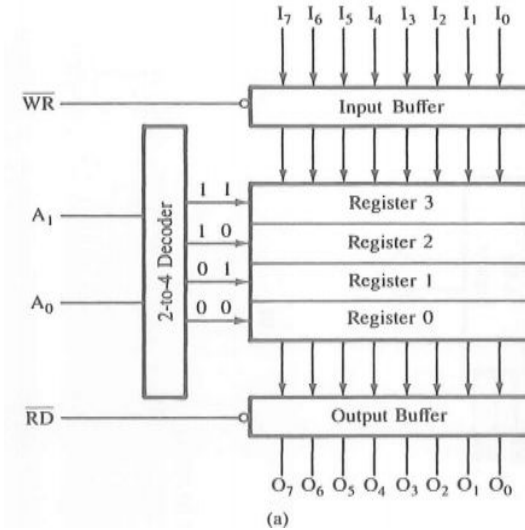 I₇ I₆ I₅ I₄ I₃ I₂ I₁ I₀
W̅R̅
Input Buffer
2-to-4 Decoder
A₁
A₀
1 1
1 0
0 1
0 0
Register 3
Register 2
Register 1
Register 0
R̅D̅
Output Buffer
O₇ O₆ O₅ O₄ O₃ O₂ O₁ O₀
(a)